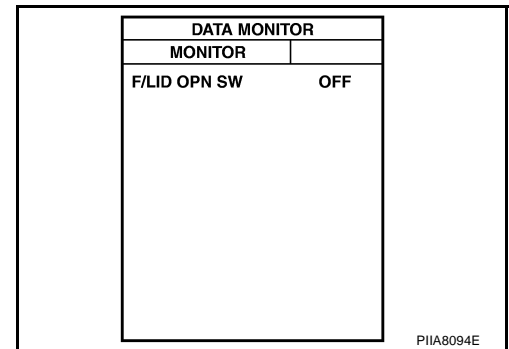 DATA MONITOR
MONITOR
F/LID OPN SW OFF
PIIA8094E